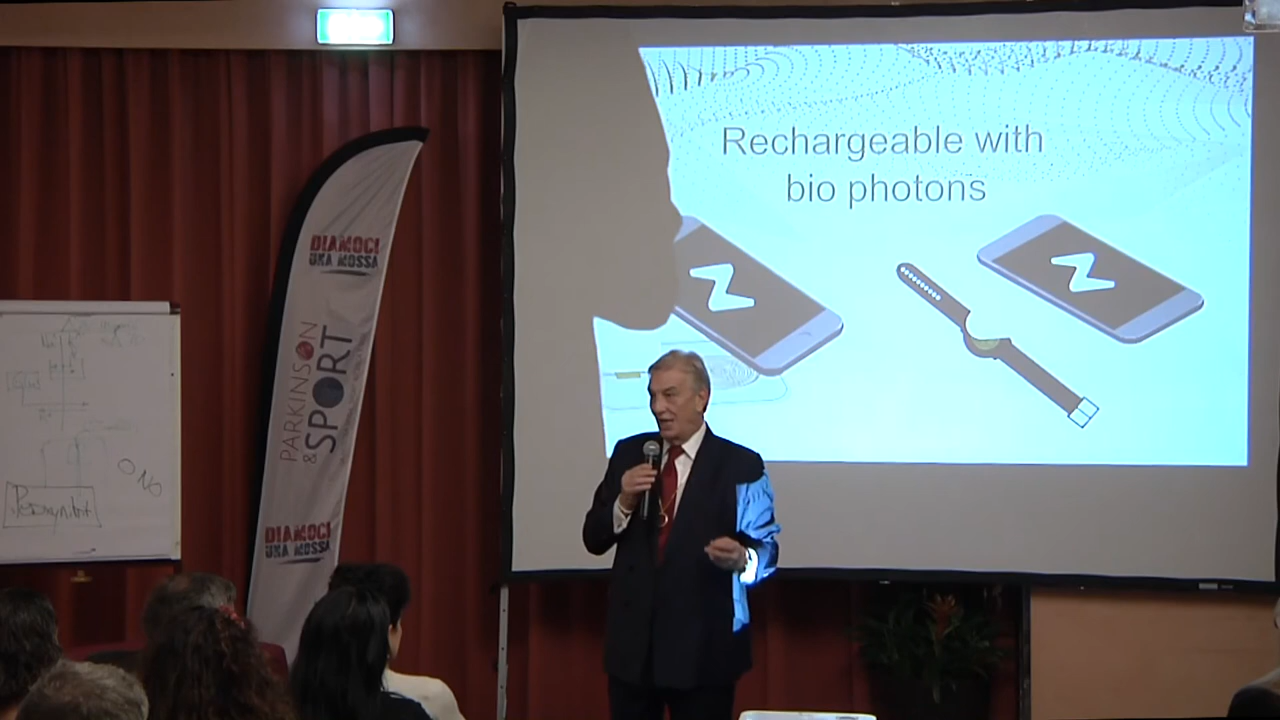 Rechargeable with
bio photons
DIAMOCI
UNA MOSSA
PARKINSON
& SPORT
DIAMOCI
UNA MOSSA